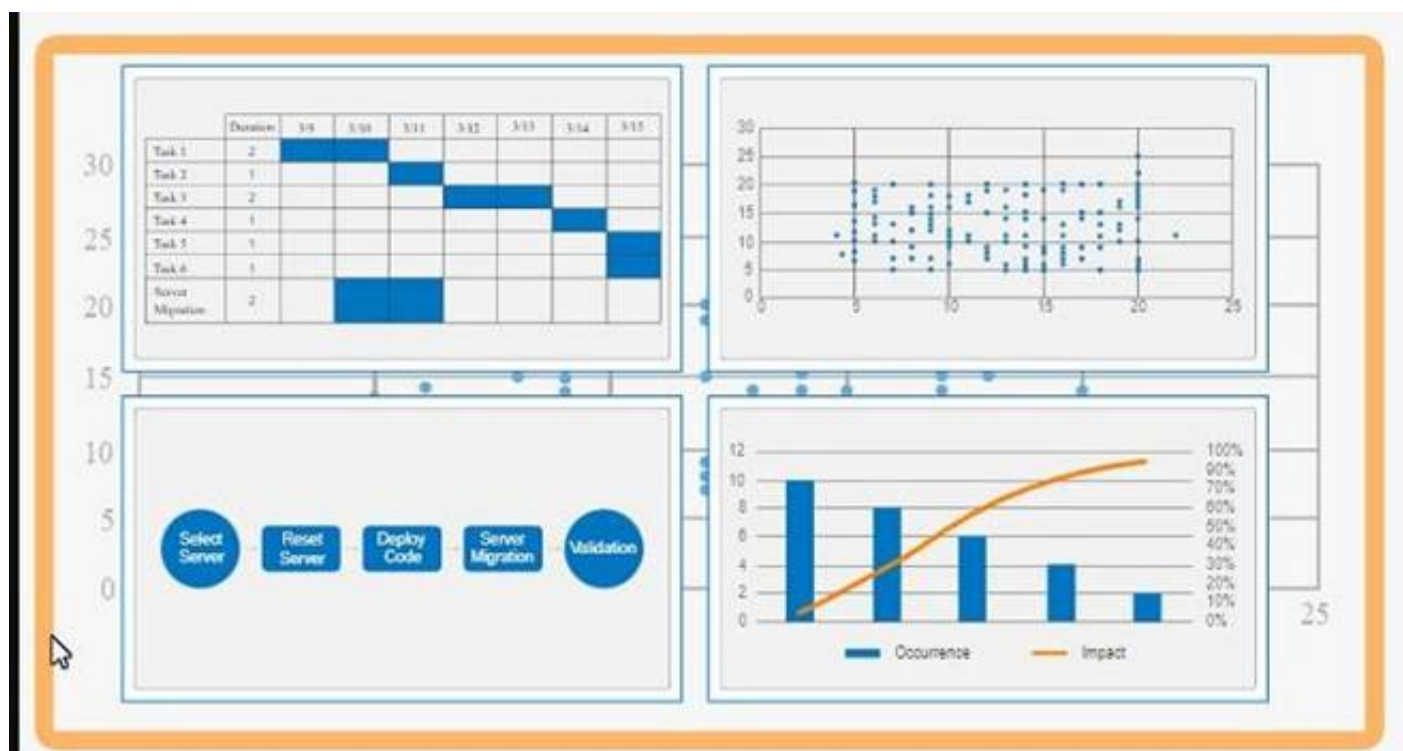 Duration 3/9 3/10 3/11 3/12 3/13 3/14 3/15
Task 1 2
Task 2 1
Task 3 2
Task 4 1
Task 5 1
Task 6 1
Server
Migration 2
30
25
20
15
10
5
0
0 5 10 15 20 25
30
25
20
15
10
5
0
25
Select
Server
Reset
Server
Deploy
Code
Server
Migration
Validation
12
10
8
6
4
2
0
100%
90%
70%
60%
50%
40%
30%
20%
10%
0%
Occurrence Impact